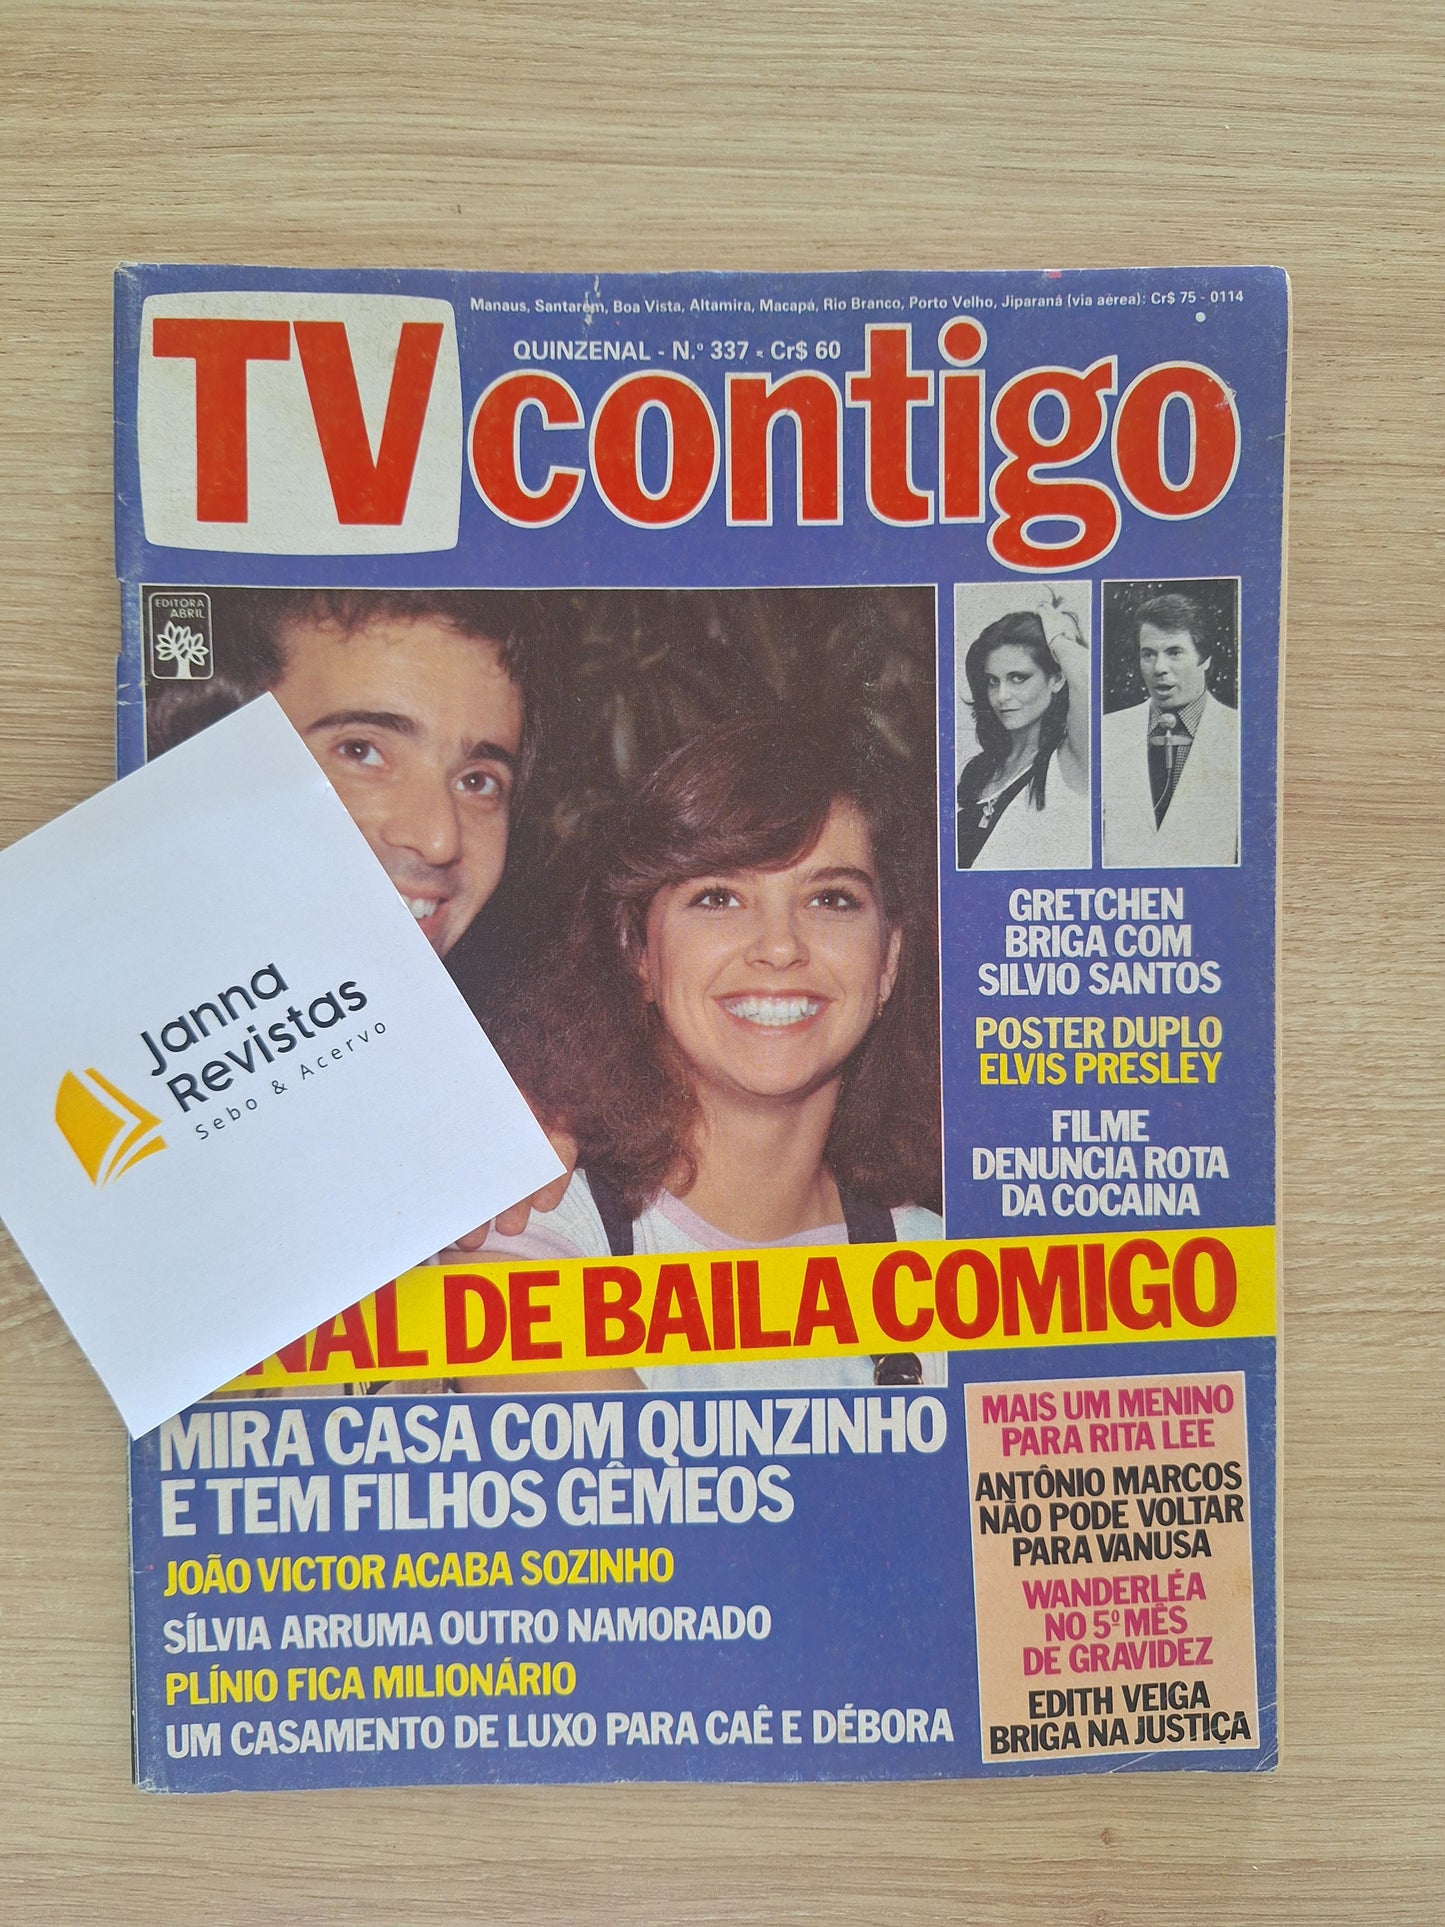 Manaus, Santarém, Boa Vista, Altamira, Macapá, Rio Branco, Porto Velho, Jiparaná (via aérea): Cr$ 75 - 0114
QUINZENAL - N.º 337 - Cr$ 60
TV contigo
EDITORA
ABRIL
GRETCHEN
BRIGA COM
SILVIO SANTOS
POSTER DUPLO
ELVIS PRESLEY
FILME
DENUNCIA ROTA
DA COCAINA
Janna
Revistas
Sebo & Acervo
NAL DE BAILA COMIGO
MIRA CASA COM QUINZINHO
E TEM FILHOS GÊMEOS
JOÃO VICTOR ACABA SOZINHO
SÍLVIA ARRUMA OUTRO NAMORADO
PLÍNIO FICA MILIONÁRIO
UM CASAMENTO DE LUXO PARA CAÊ E DÉBORA
MAIS UM MENINO
PARA RITA LEE
ANTÔNIO MARCOS
NÃO PODE VOLTAR
PARA VANUSA
WANDERLÉA
NO 5º MÊS
DE GRAVIDEZ
EDITH VEIGA
BRIGA NA JUSTIÇA